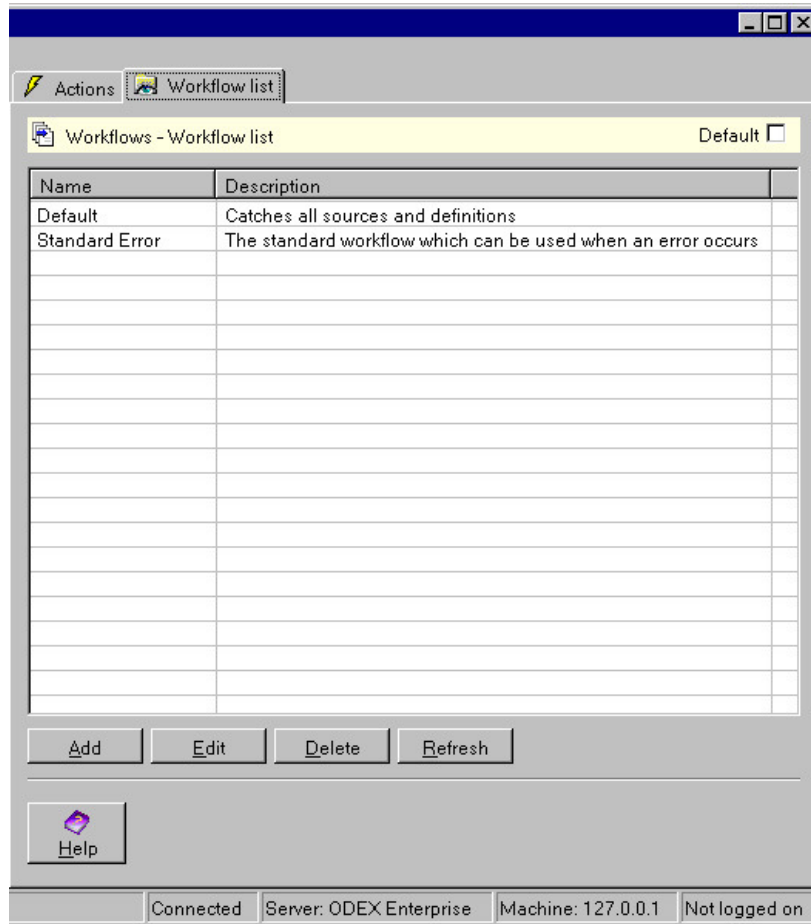 Actions Workflow list
Workflows - Workflow list Default
Name Description
Default Catches all sources and definitions
Standard Error The standard workflow which can be used when an error occurs
Add Edit Delete Refresh
Help
Connected Server: ODEX Enterprise Machine: 127.0.0.1 Not logged on